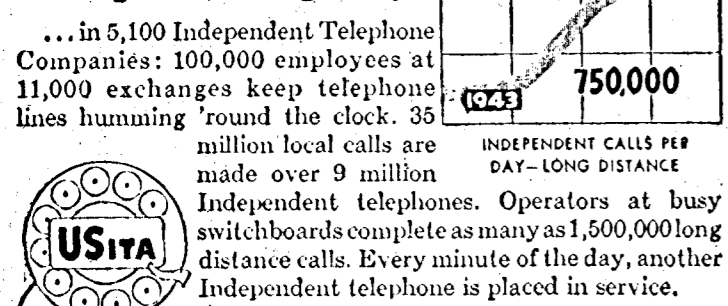 ...in 5,100 Independent Telephone
Companies: 100,000 employees at
11,000 exchanges keep telephone
lines humming 'round the clock. 35
million local calls are
made over 9 million
Independent telephones. Operators at busy
switchboards complete as many as 1,500,000 long
distance calls. Every minute of the day, another
Independent telephone is placed in service.
1943
750,000
INDEPENDENT CALLS PER
DAY–LONG DISTANCE
USITA